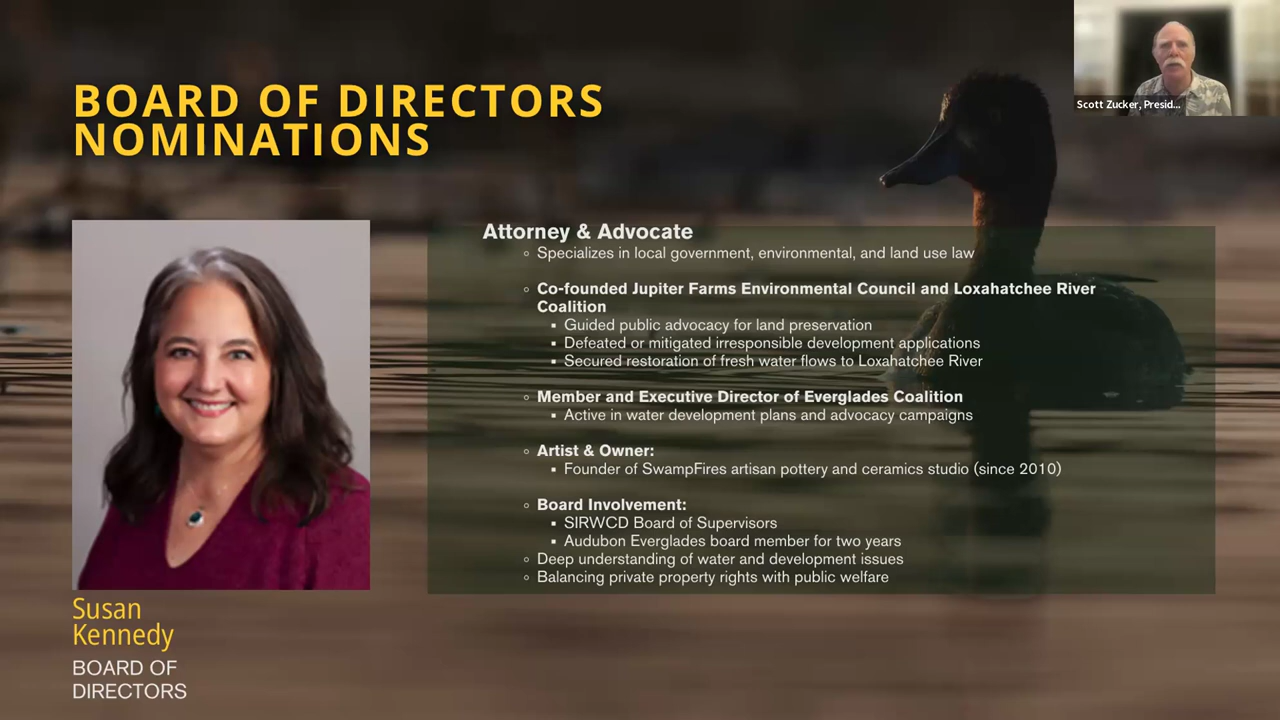 BOARD OF DIRECTORS
NOMINATIONS
Scott Zucker, Presid...
Attorney & Advocate
Specializes in local government, environmental, and land use law
Co-founded Jupiter Farms Environmental Council and Loxahatchee River
Coalition
Guided public advocacy for land preservation
Defeated or mitigated irresponsible development applications
Secured restoration of fresh water flows to Loxahatchee River
Member and Executive Director of Everglades Coalition
Active in water development plans and advocacy campaigns
Artist & Owner:
Founder of SwampFires artisan pottery and ceramics studio (since 2010)
Board Involvement:
SIRWCD Board of Supervisors
Audubon Everglades board member for two years
Deep understanding of water and development issues
Balancing private property rights with public welfare
Susan
Kennedy
BOARD OF
DIRECTORS